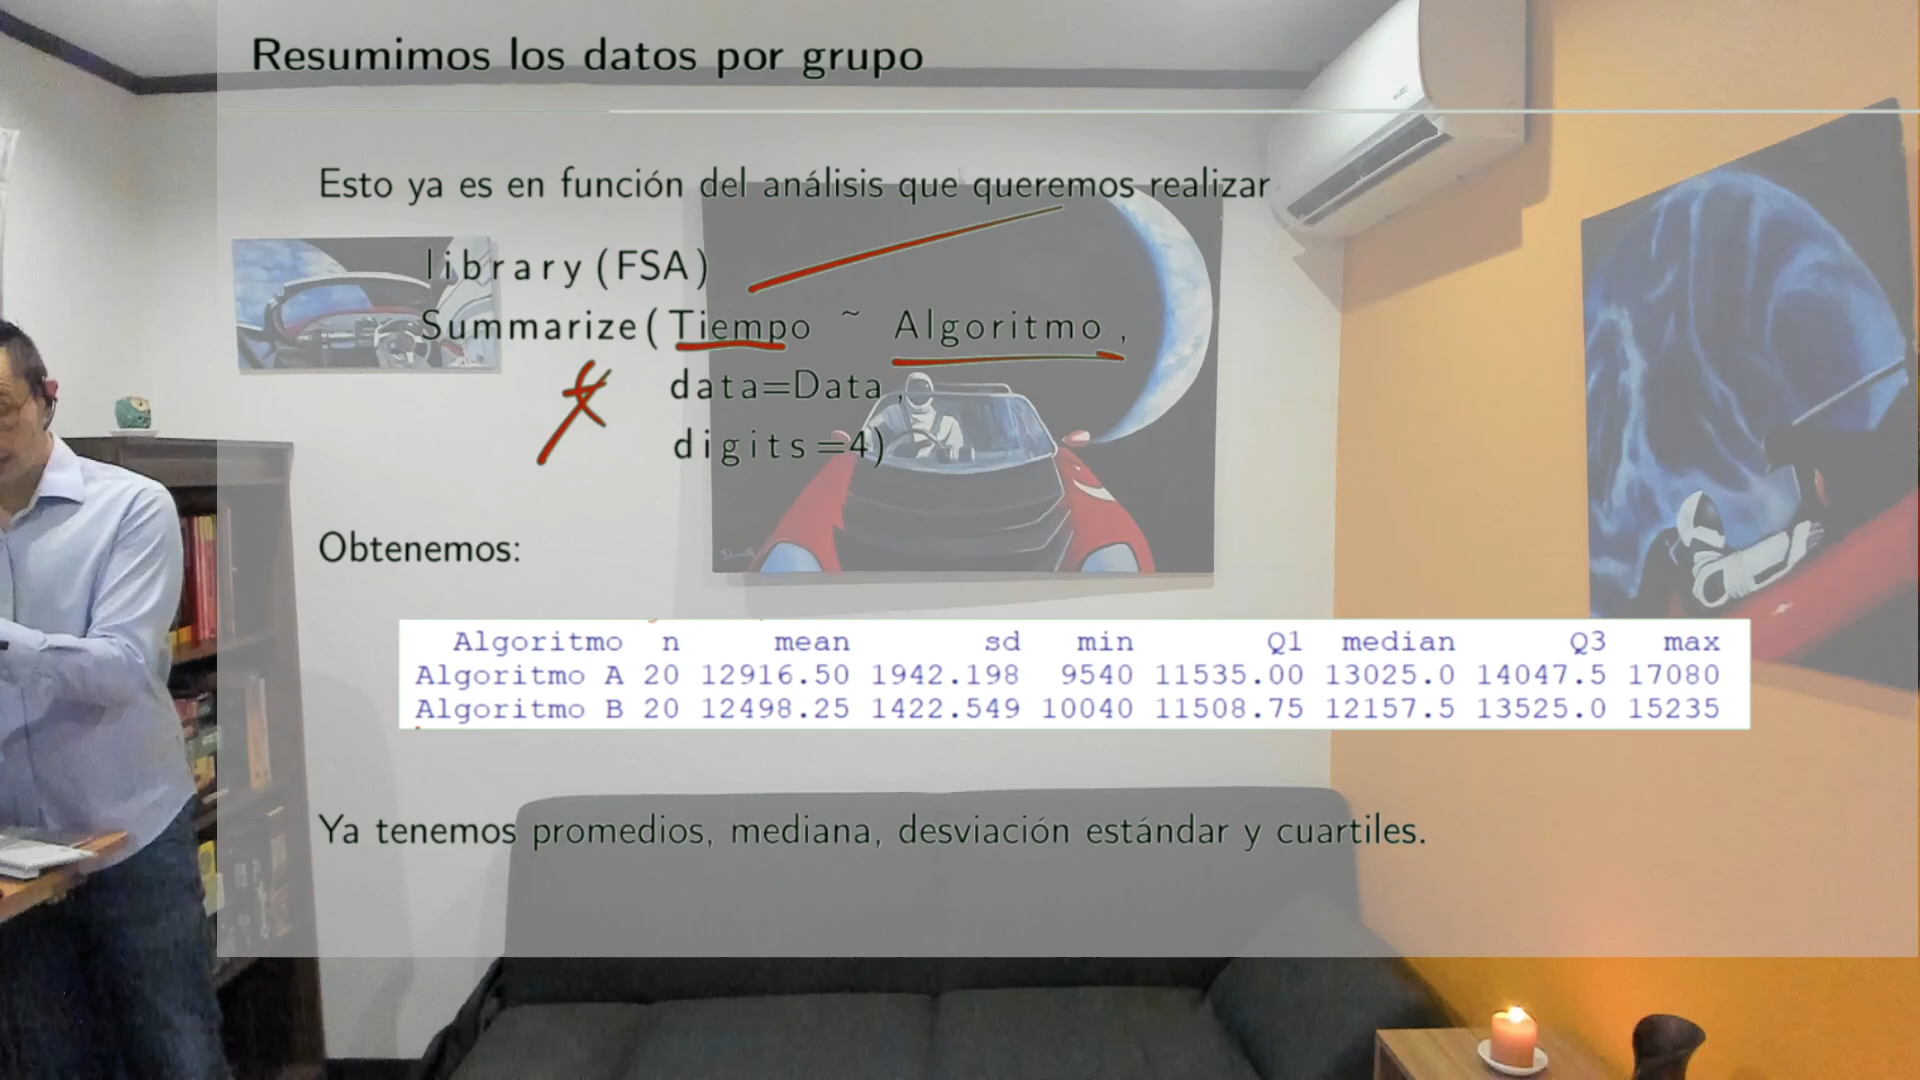 Resumimos los datos por grupo
Esto ya es en función del análisis que queremos realizar
library(FSA)
Summarize(Tiempo ~ Algoritmo,
data=Data,
digits=4)
Obtenemos:
Algoritmo n mean sd min Q1 median Q3 max
Algoritmo A 20 12916.50 1942.198 9540 11535.00 13025.0 14047.5 17080
Algoritmo B 20 12498.25 1422.549 10040 11508.75 12157.5 13525.0 15235
Ya tenemos promedios, mediana, desviación estándar y cuartiles.